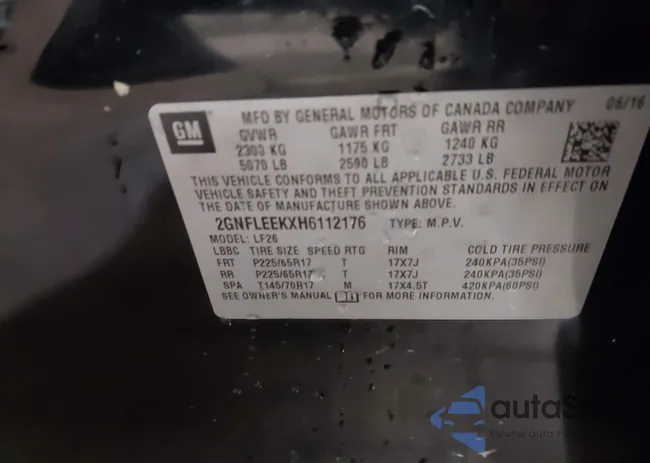 GM
MFD BY GENERAL MOTORS OF CANADA COMPANY 06/16
GVWR GAWR FRT GAWR RR
2303 KG 1175 KG 1240 KG
5070 LB 2590 LB 2733 LB
THIS VEHICLE CONFORMS TO ALL APPLICABLE U.S. FEDERAL MOTOR
VEHICLE SAFETY AND THEFT PREVENTION STANDARDS IN EFFECT ON
THE DATE OF MANUFACTURE SHOWN ABOVE.
2GNFLEEKXH6112176 TYPE: M.P.V.
MODEL: LF26
LBBC TIRE SIZE SPEED RTG RIM COLD TIRE PRESSURE
FRT P225/65R17 T 17X7J 240KPA(35PSI)
RR P225/65R17 T 17X7J 240KPA(35PSI)
SPA T145/70R17 M 17X4.5T 420KPA(60PSI)
SEE OWNER'S MANUAL FOR MORE INFORMATION.
Pewne auta